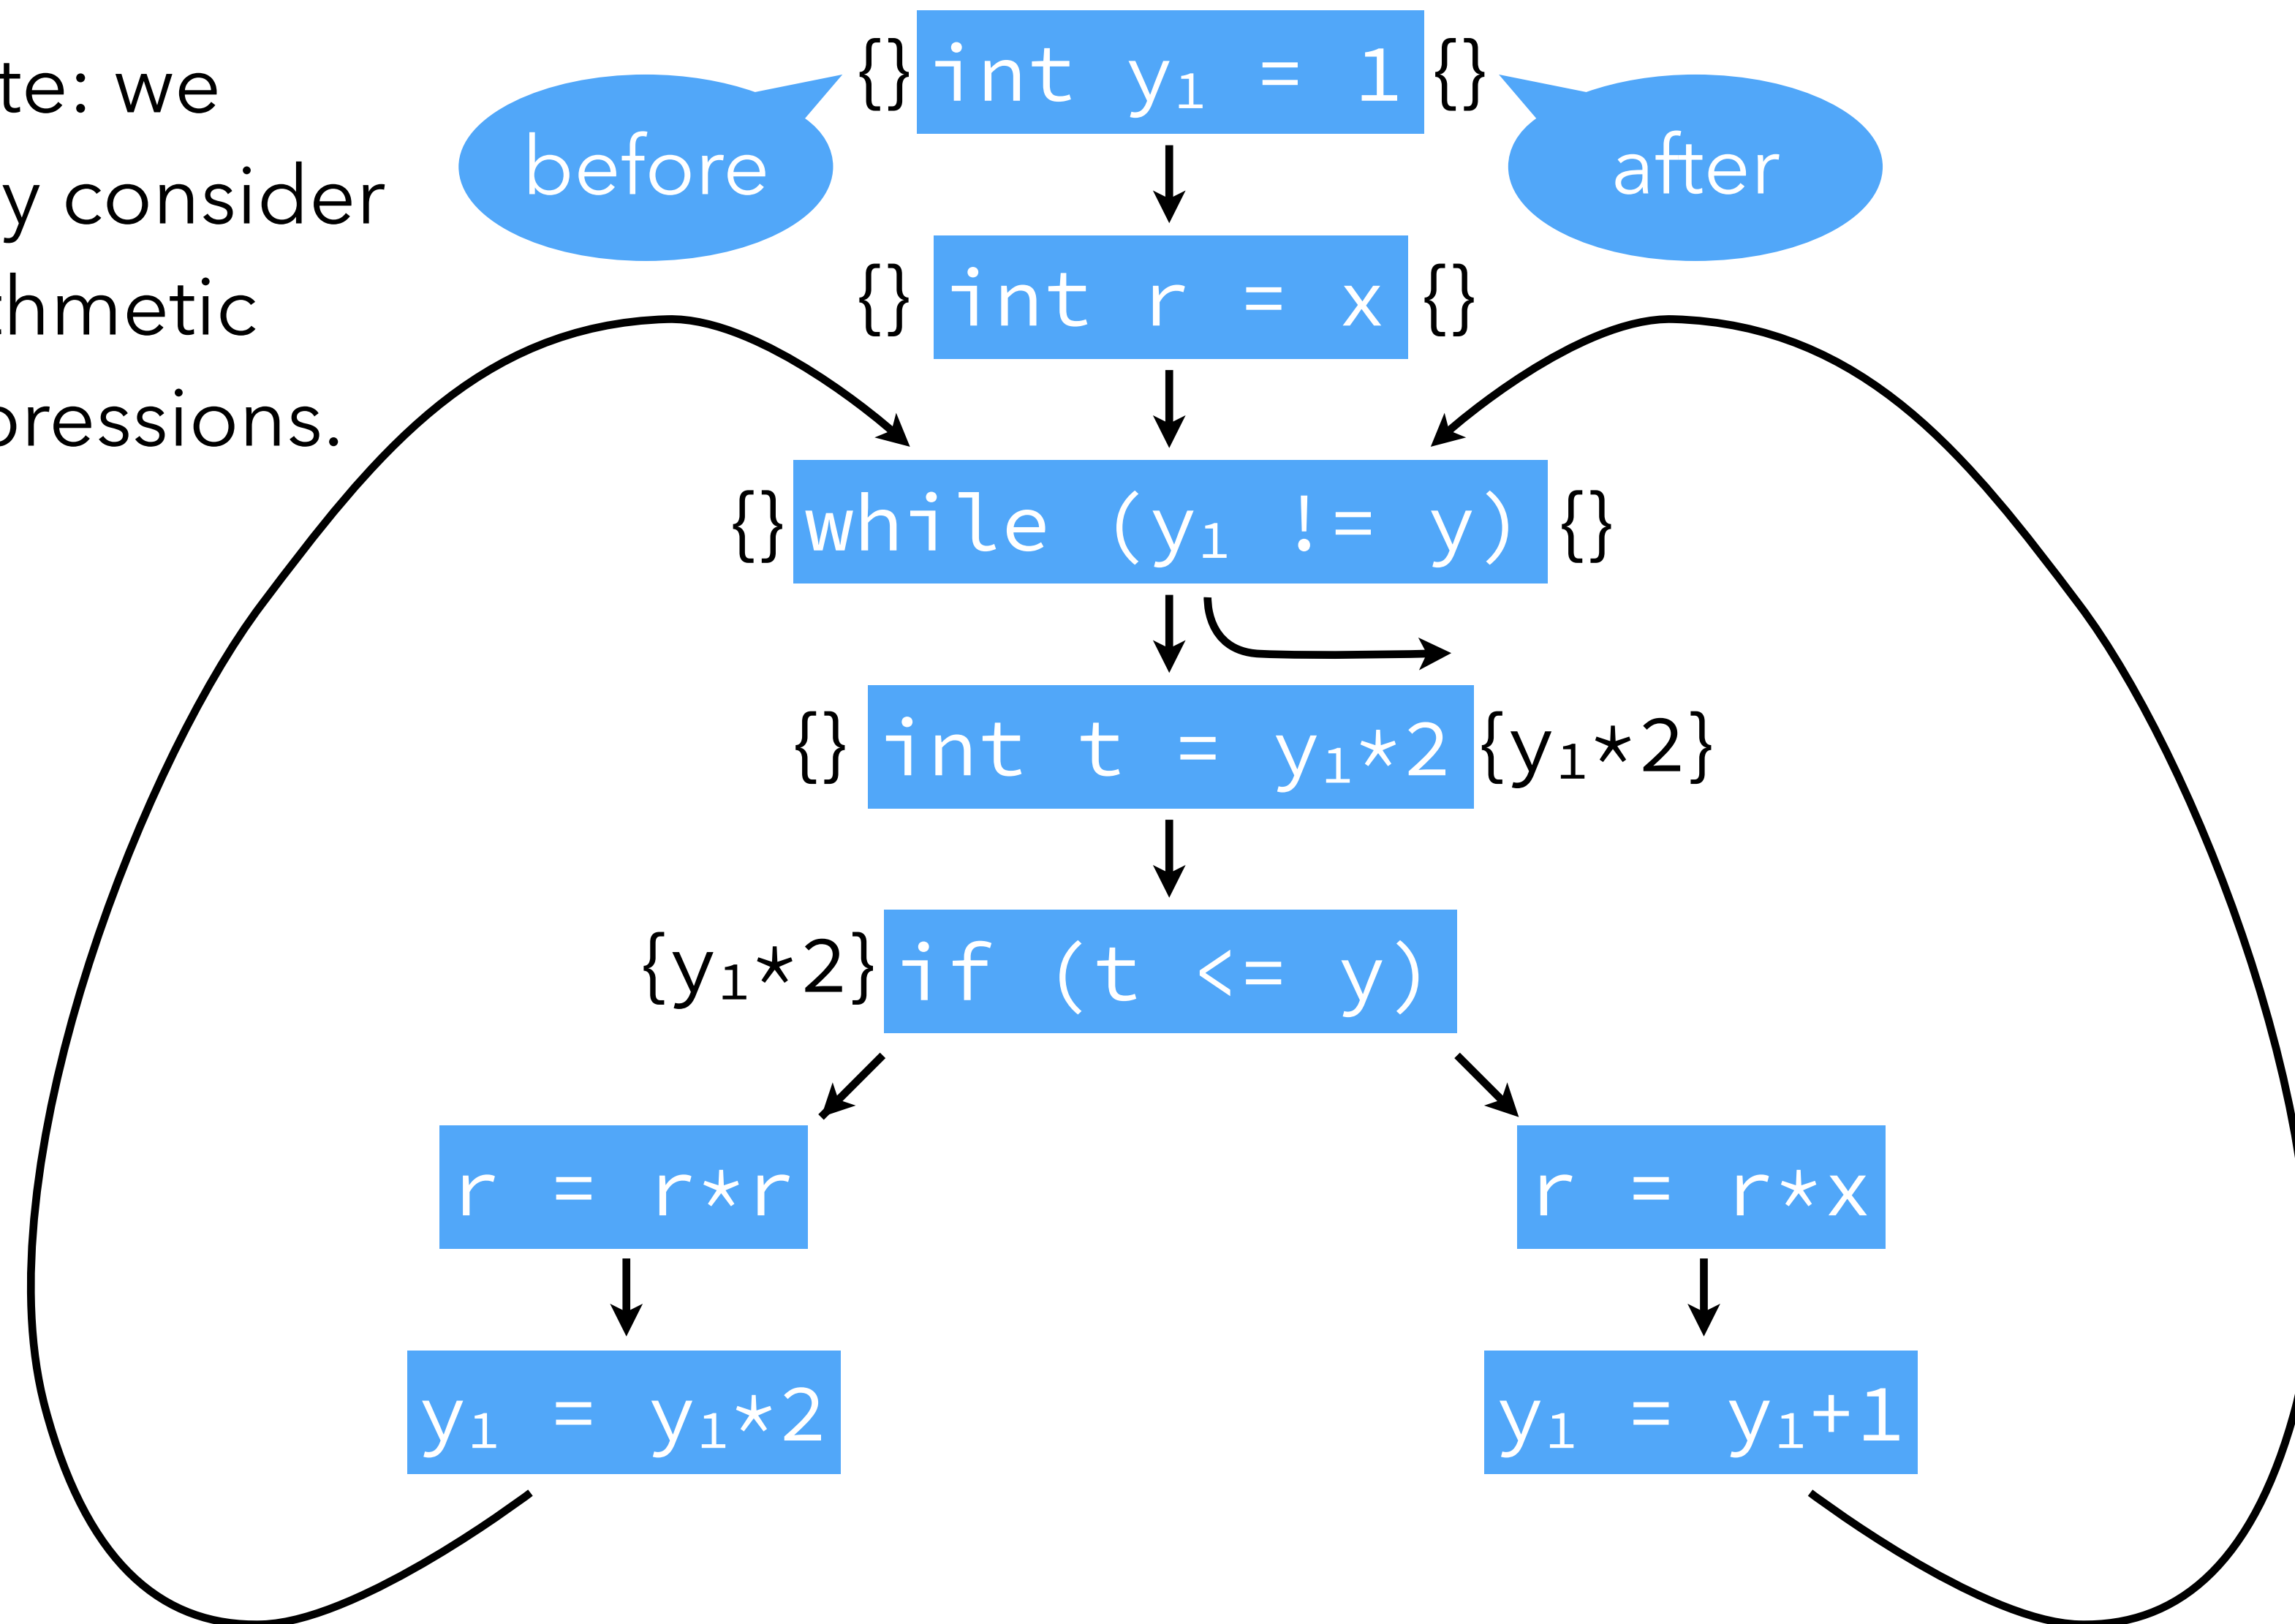 te: we
y consider
hmetic
ressions.
before
after
{} int y₁ = 1 {}
{} int r = x {}
{} while (y₁ != y) {}
{} int t = y₁*2 {y₁*2}
{y₁*2} if (t <= y)
r = r*r
r = r*x
y₁ = y₁*2
y₁ = y₁+1